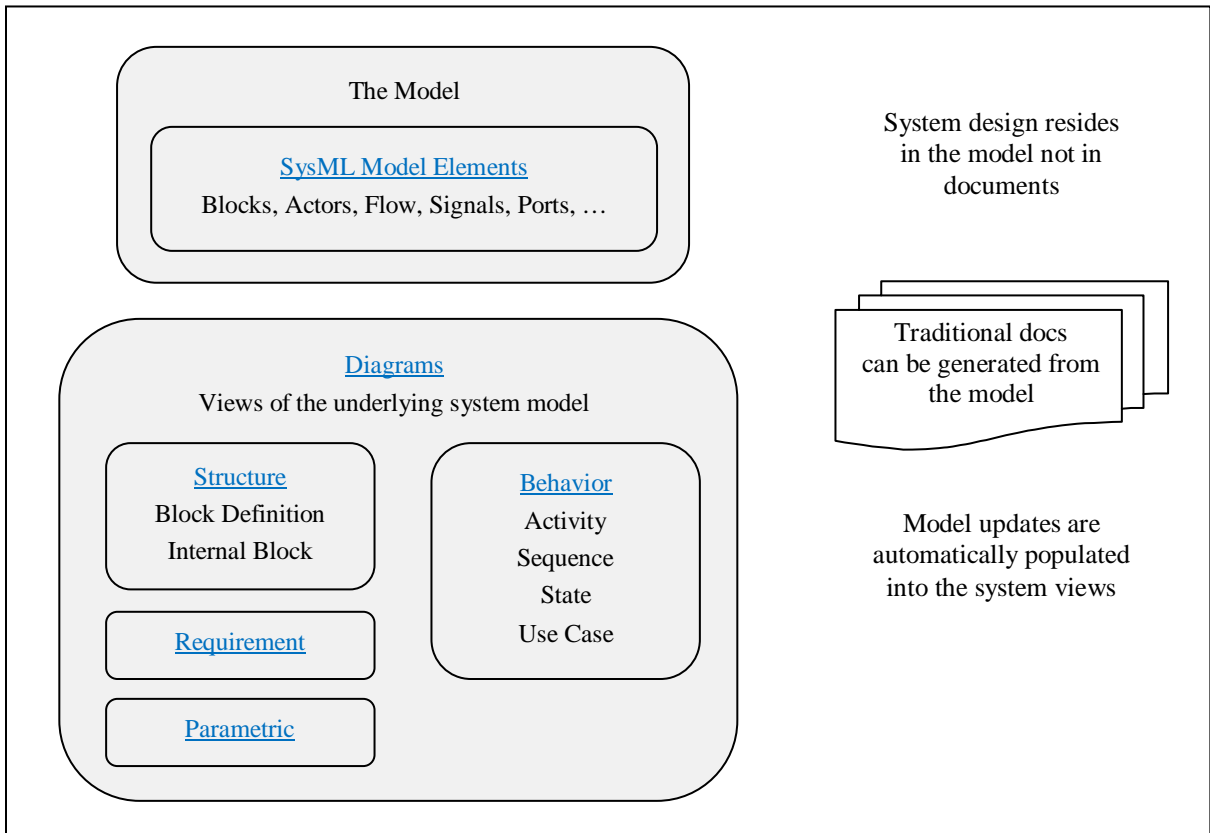 The Model
SysML Model Elements
Blocks, Actors, Flow, Signals, Ports, …
System design resides
in the model not in
documents
Diagrams
Views of the underlying system model
Structure
Block Definition
Internal Block
Requirement
Parametric
Behavior
Activity
Sequence
State
Use Case
Traditional docs
can be generated from
the model
Model updates are
automatically populated
into the system views